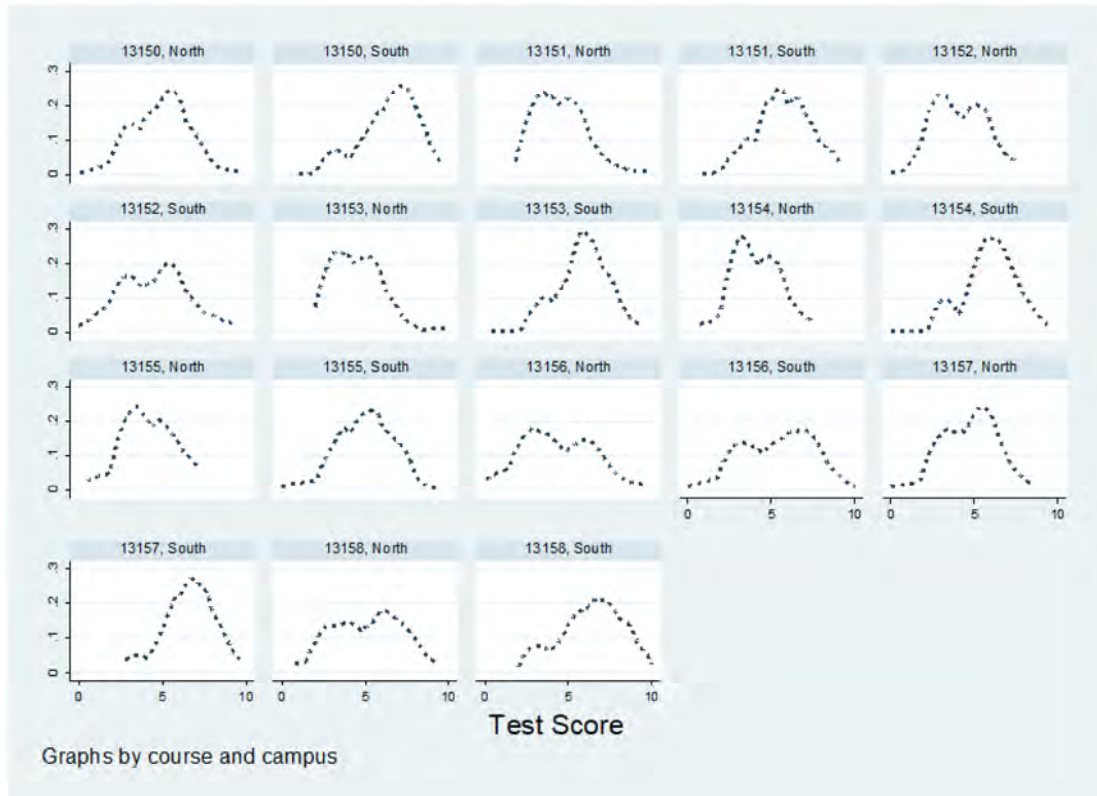 13150, North 13150, South 13151, North 13151, South 13152, North
.3
.2
.1
0
13152, South 13153, North 13153, South 13154, North 13154, South
.3
.2
.1
0
13155, North 13155, South 13156, North 13156, South 13157, North
.3
.2
.1
0
0 5 10 0 5 10
13157, South 13158, North 13158, South
.3
.2
.1
0
0 5 10 0 5 10 0 5 10
Test Score
Graphs by course and campus